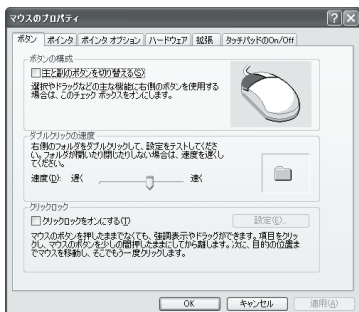 マウスのプロパティ
ボタン ポインタ ポインタ オプション ハードウェア 拡張 タッチパッドのOn/Off
ボタンの構成
主と副のボタンを切り替える(S)
選択やドラッグなどの主な機能に右側のボタンを使用する
場合は、このチェック ボックスをオンにします。
ダブルクリックの速度
右側のフォルダをダブルクリックして、設定をテストしてくださ
い。フォルダが開いたり閉じたりしない場合は、速度を遅くし
てください。
速度(D): 遅く 速く
クリックロック
クリックロックをオンにする(T) 設定(E)...
マウスのボタンを押したままでなくても、強調表示やドラッグができます。項目をクリッ
クし、マウスのボタンを少しの間押したままにしてから離します。次に、目的の位置ま
でマウスを移動し、そこでもう一度クリックします。
OK キャンセル 適用(A)